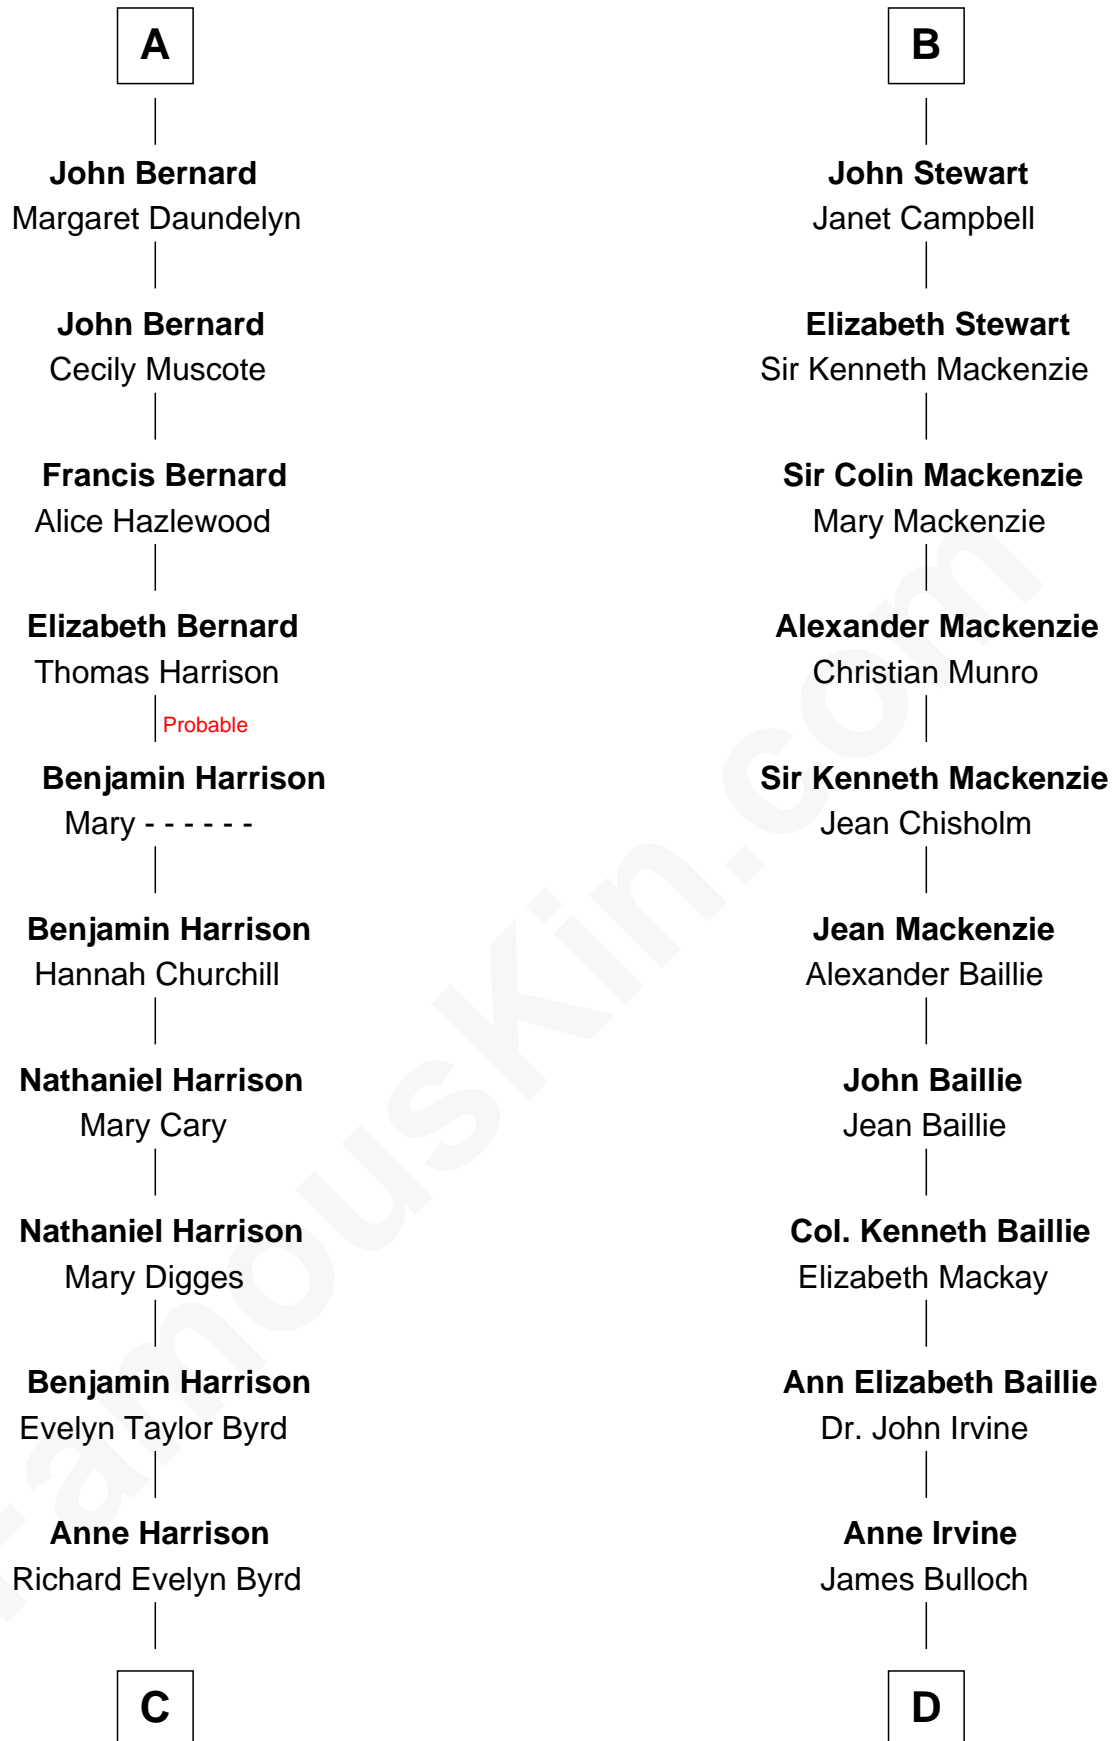 A
John Bernard
Margaret Daundelyn
John Bernard
Cecily Muscote
Francis Bernard
Alice Hazlewood
Elizabeth Bernard
Thomas Harrison
Probable
Benjamin Harrison
Mary - - - - - -
Benjamin Harrison
Hannah Churchill
Nathaniel Harrison
Mary Cary
Nathaniel Harrison
Mary Digges
Benjamin Harrison
Evelyn Taylor Byrd
Anne Harrison
Richard Evelyn Byrd
C
B
John Stewart
Janet Campbell
Elizabeth Stewart
Sir Kenneth Mackenzie
Sir Colin Mackenzie
Mary Mackenzie
Alexander Mackenzie
Christian Munro
Sir Kenneth Mackenzie
Jean Chisholm
Jean Mackenzie
Alexander Baillie
John Baillie
Jean Baillie
Col. Kenneth Baillie
Elizabeth Mackay
Ann Elizabeth Baillie
Dr. John Irvine
Anne Irvine
James Bulloch
D
FamousKin.com